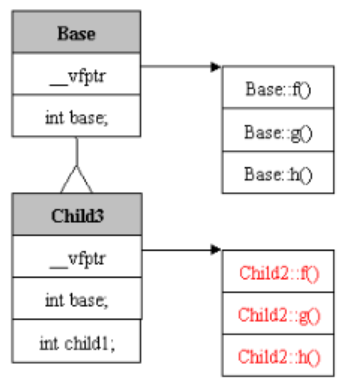 Base
__vfptr
int base;
Base::f()
Base::g()
Base::h()
Child3
__vfptr
int base;
int child1;
Child2::f()
Child2::g()
Child2::h()